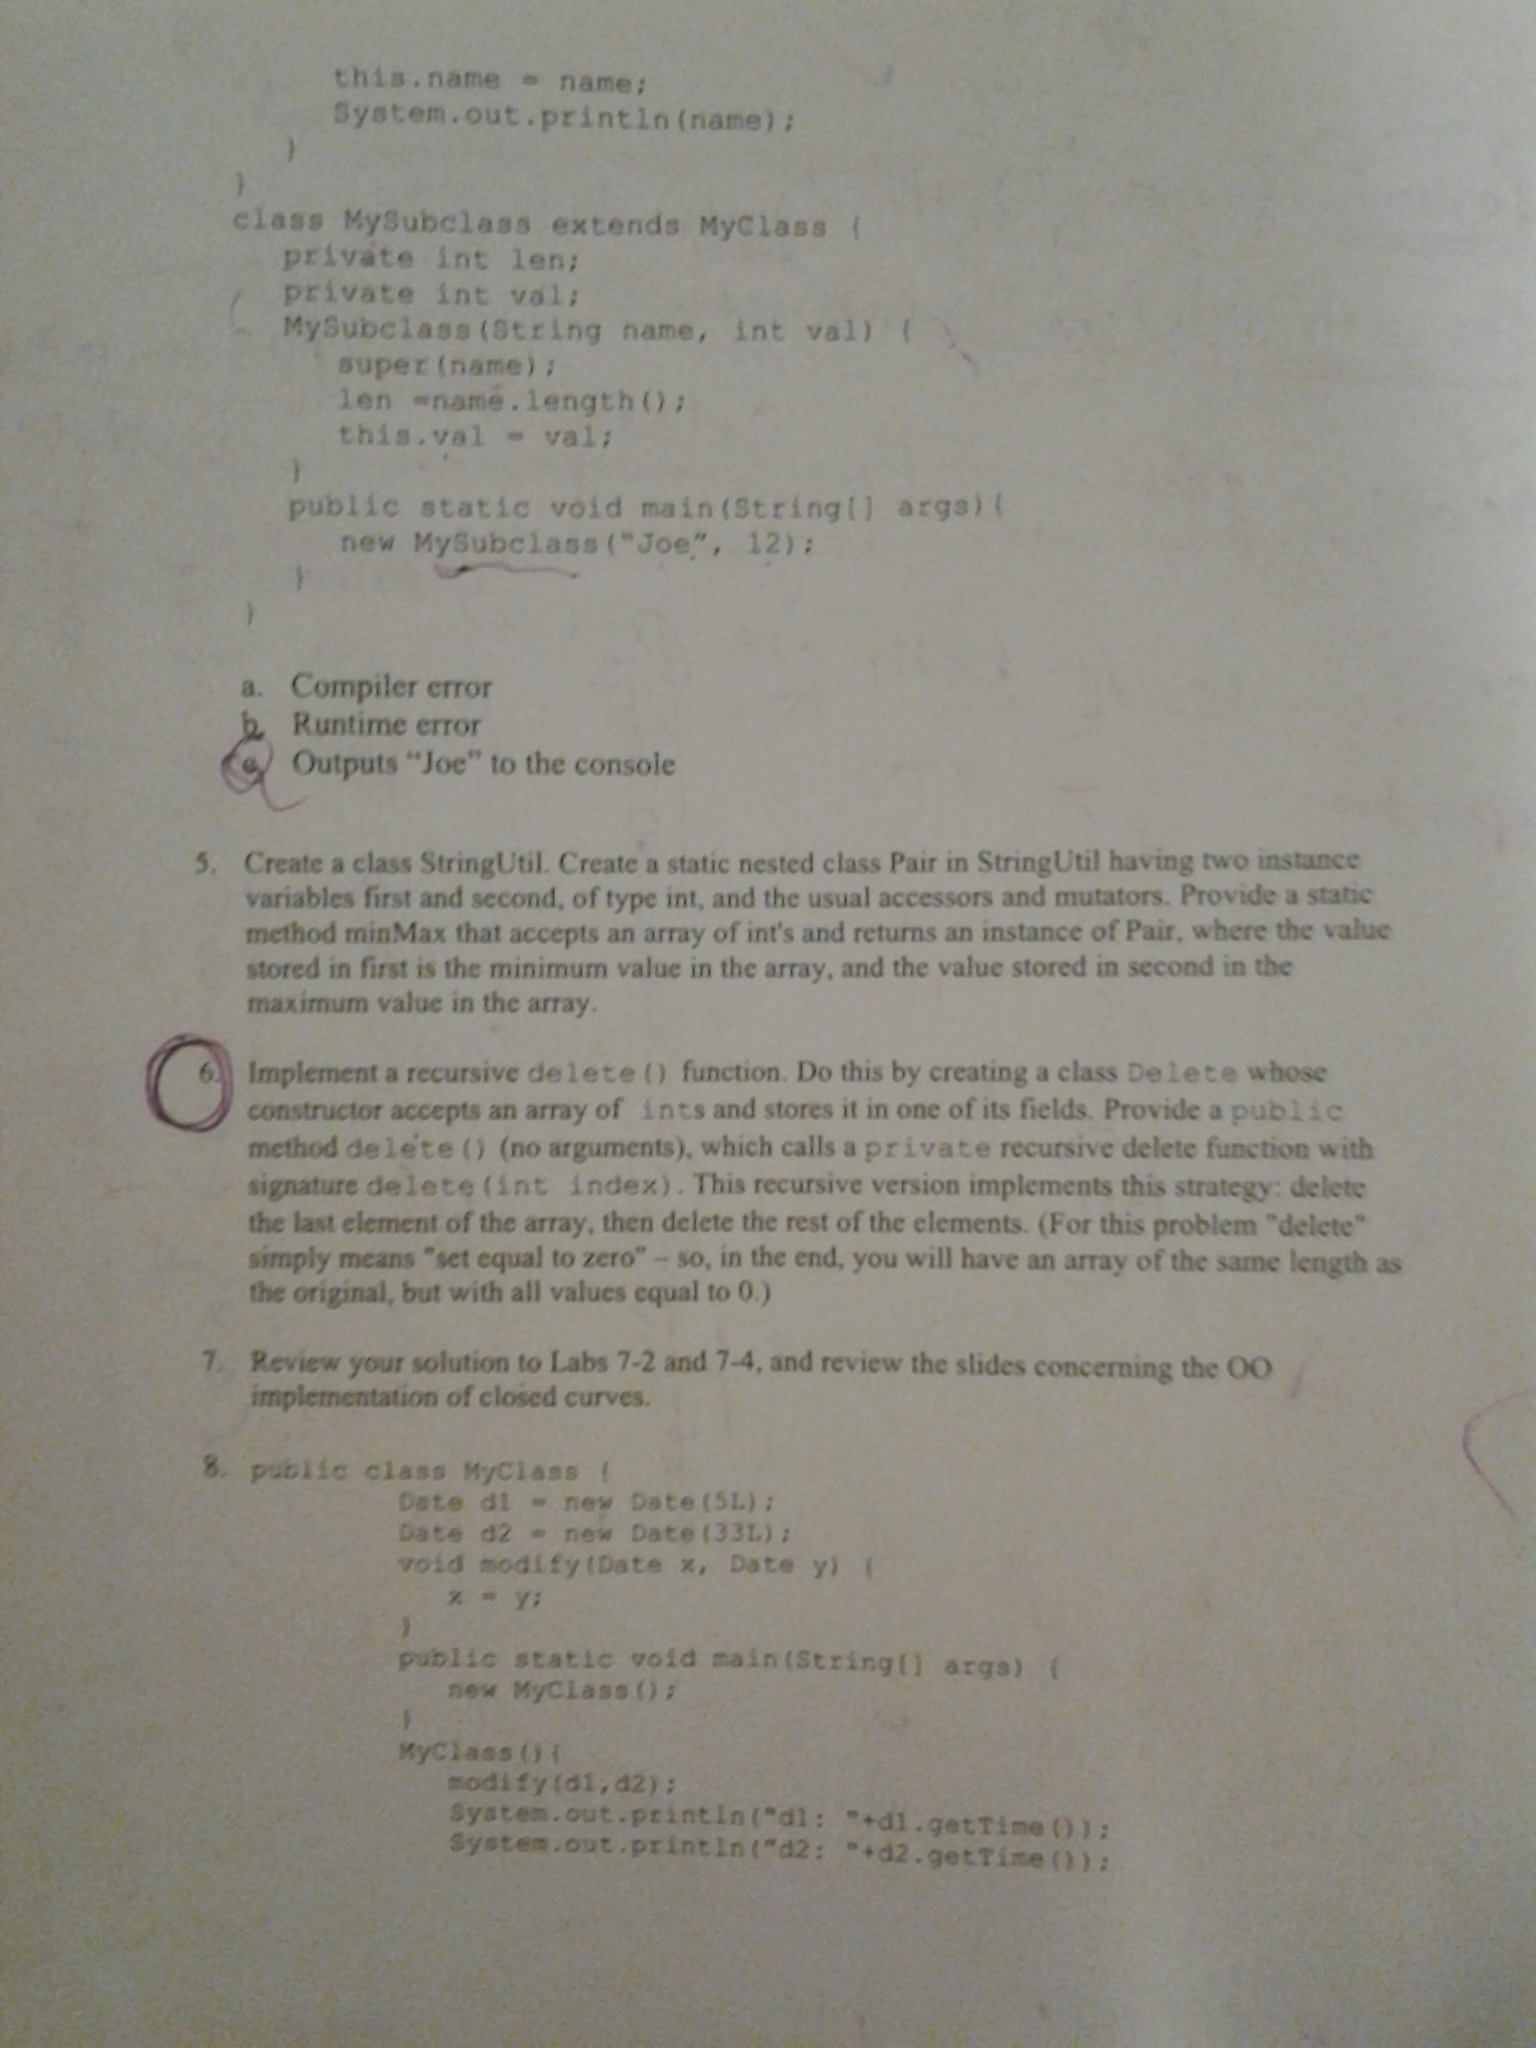 this.name = name;
System.out.println(name);
}
}
class MySubclass extends MyClass {
private int len;
private int val;
MySubclass(String name, int val) {
super(name);
len =name.length();
this.val = val;
}
public static void main(String[] args){
new MySubclass("Joe", 12);
}
}
a. Compiler error
b. Runtime error
c. Outputs “Joe” to the console
5. Create a class StringUtil. Create a static nested class Pair in StringUtil having two instance
variables first and second, of type int, and the usual accessors and mutators. Provide a static
method minMax that accepts an array of int's and returns an instance of Pair, where the value
stored in first is the minimum value in the array, and the value stored in second in the
maximum value in the array.
6. Implement a recursive delete() function. Do this by creating a class Delete whose
constructor accepts an array of ints and stores it in one of its fields. Provide a public
method delete() (no arguments), which calls a private recursive delete function with
signature delete(int index). This recursive version implements this strategy: delete
the last element of the array, then delete the rest of the elements. (For this problem "delete"
simply means "set equal to zero" – so, in the end, you will have an array of the same length as
the original, but with all values equal to 0.)
7. Review your solution to Labs 7-2 and 7-4, and review the slides concerning the OO
implementation of closed curves.
8. public class MyClass {
Date d1 = new Date(5L);
Date d2 = new Date(33L);
void modify(Date x, Date y) {
x = y;
}
public static void main(String[] args) {
new MyClass();
}
MyClass(){
modify(d1,d2);
System.out.println("d1: "+d1.getTime());
System.out.println("d2: "+d2.getTime());